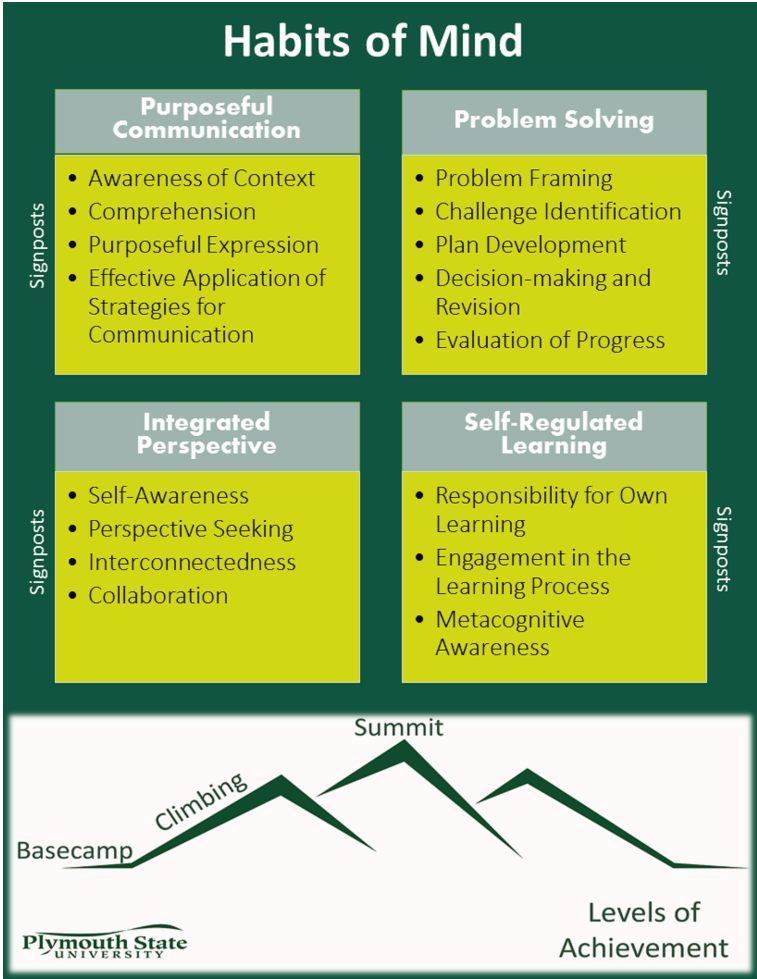 Habits of Mind
Purposeful
Communication
Signposts
• Awareness of Context
• Comprehension
• Purposeful Expression
• Effective Application of
Strategies for
Communication
Problem Solving
• Problem Framing
• Challenge Identification
• Plan Development
• Decision-making and
Revision
• Evaluation of Progress
Signposts
Integrated
Perspective
Signposts
• Self-Awareness
• Perspective Seeking
• Interconnectedness
• Collaboration
Self-Regulated
Learning
• Responsibility for Own
Learning
• Engagement in the
Learning Process
• Metacognitive
Awareness
Signposts
Summit
Climbing
Basecamp
Levels of
Achievement
Plymouth State
UNIVERSITY